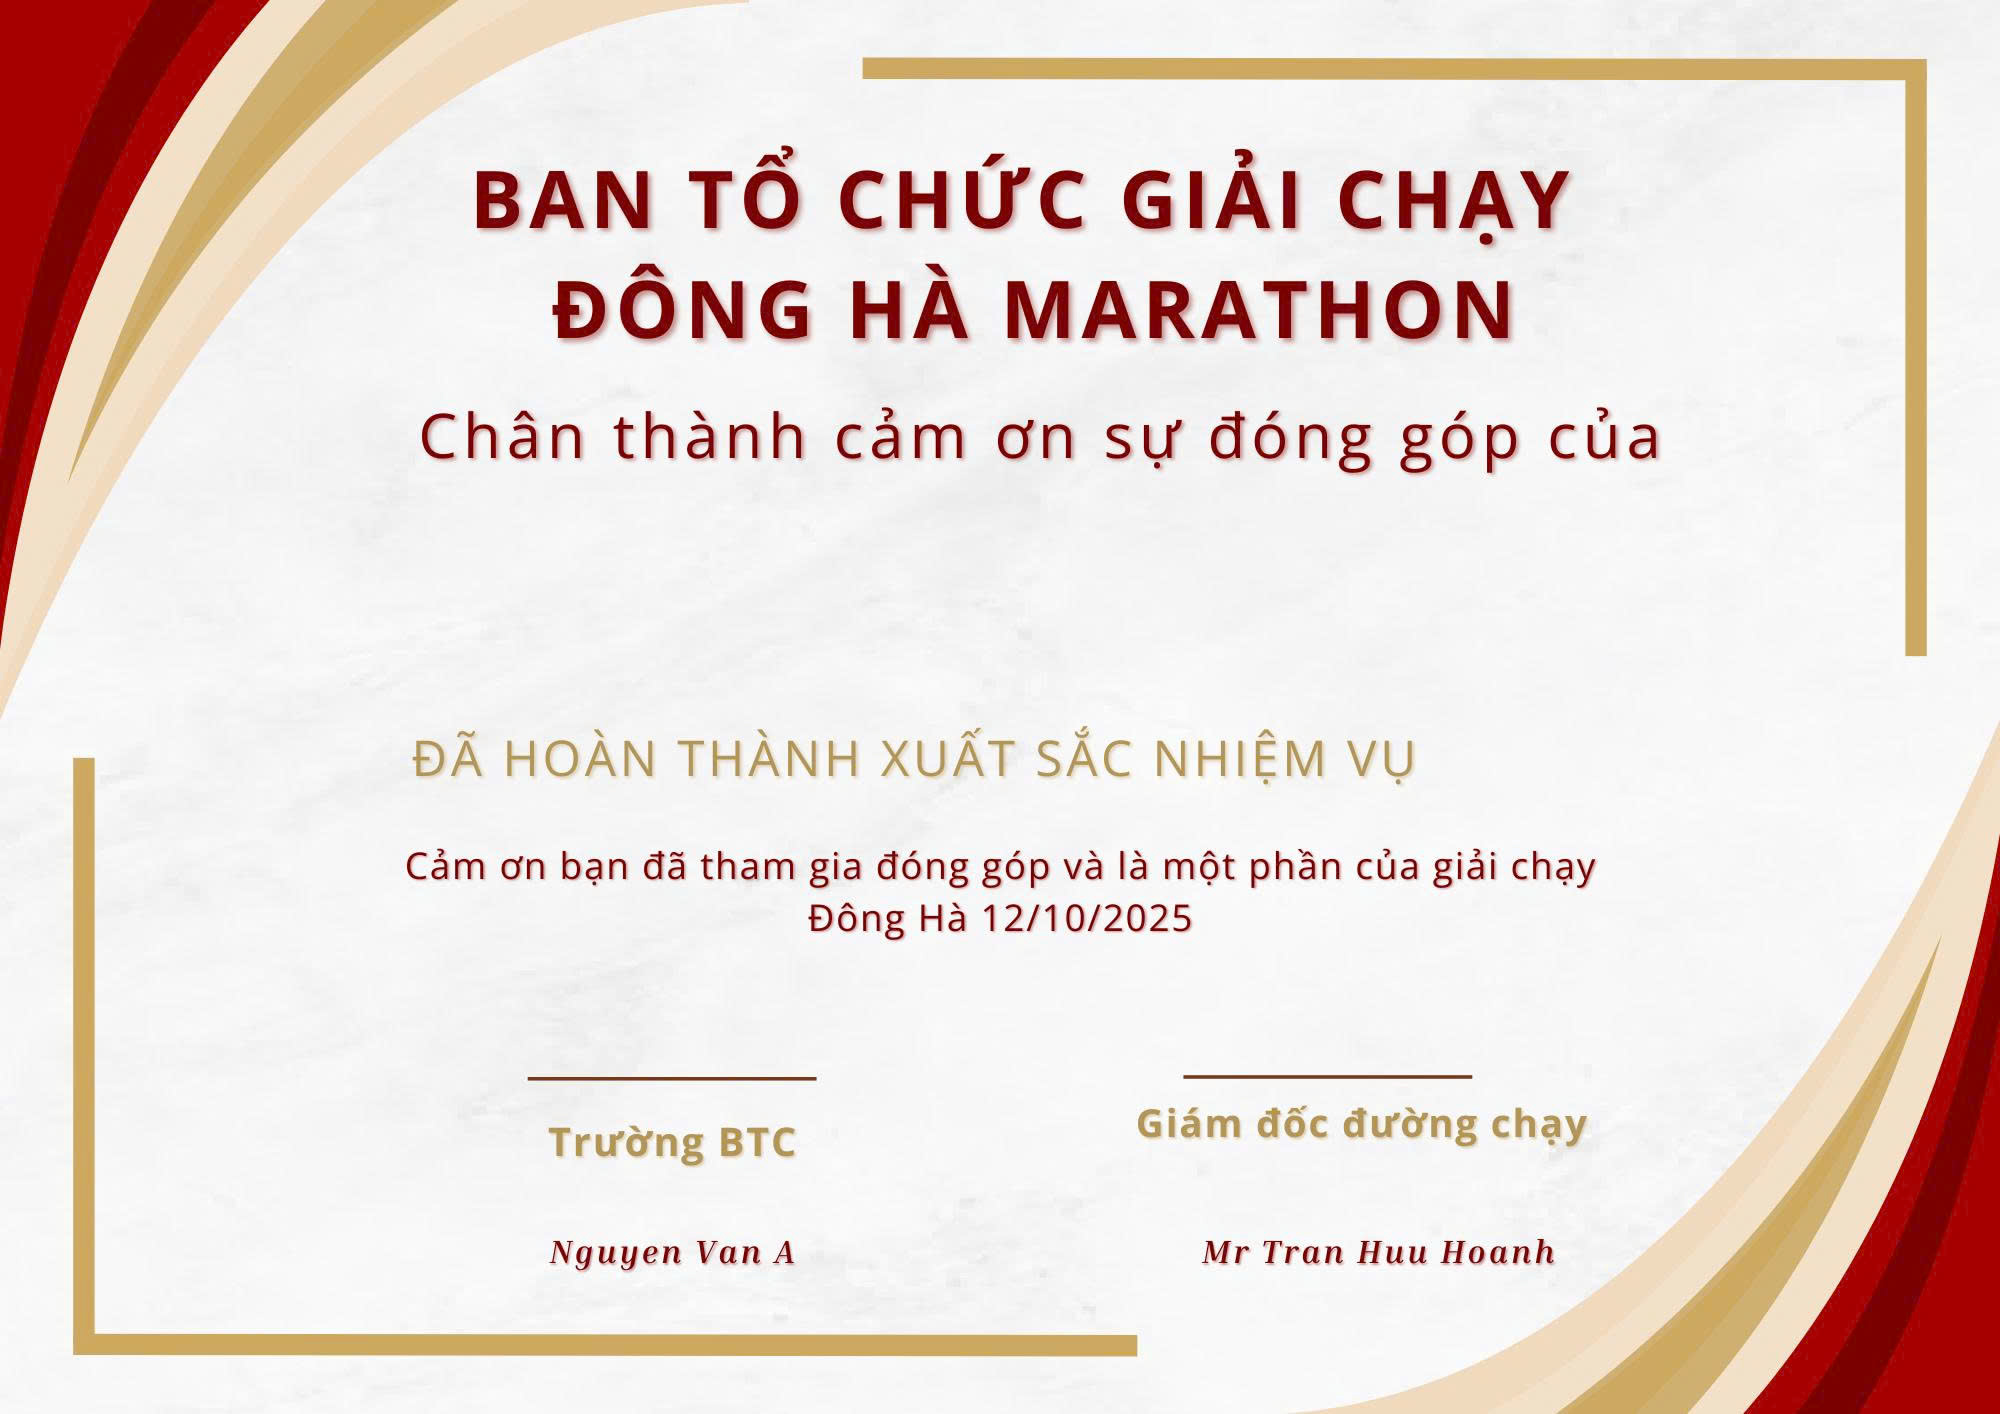 BAN TỔ CHỨC GIẢI CHẠY
ĐÔNG HÀ MARATHON
Chân thành cảm ơn sự đóng góp của
ĐÃ HOÀN THÀNH XUẤT SẮC NHIỆM VỤ
Cảm ơn bạn đã tham gia đóng góp và là một phần của giải chạy
Đông Hà 12/10/2025
Trường BTC
Giám đốc đường chạy
Nguyen Van A
Mr Tran Huu Hoanh